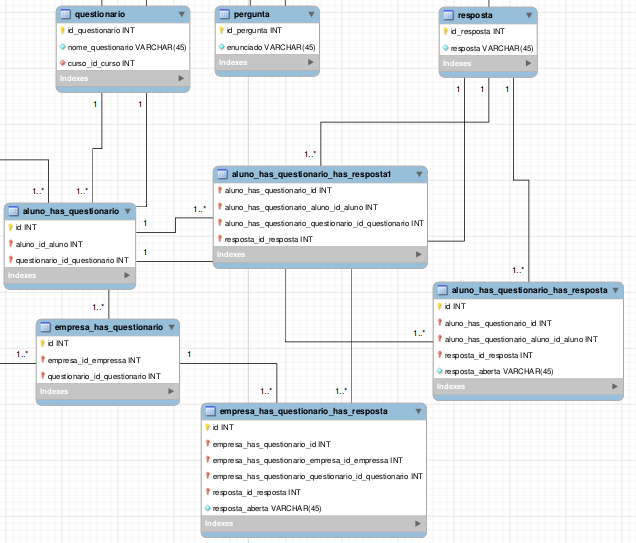 questionario
id_questionario INT
nome_questionario VARCHAR(45)
curso_id_curso INT
Indexes
pergunta
id_pergunta INT
enunciado VARCHAR(45)
Indexes
resposta
id_resposta INT
resposta VARCHAR(45)
Indexes
1
1
1
1
1
1..*
aluno_has_questionario_has_resposta1
aluno_has_questionario_id INT
aluno_has_questionario_aluno_id_aluno INT
aluno_has_questionario_questionario_id_questionario INT
resposta_id_resposta INT
Indexes
1..*
1..*
aluno_has_questionario
id INT
aluno_id_aluno INT
questionario_id_questionario INT
Indexes
1
1..*
1
1..*
aluno_has_questionario_has_resposta
id INT
aluno_has_questionario_id INT
aluno_has_questionario_aluno_id_aluno INT
resposta_id_resposta INT
resposta_aberta VARCHAR(45)
Indexes
1..*
1..*
empresa_has_questionario
id INT
empresa_id_empressa INT
questionario_id_questionario INT
Indexes
1..*
1
1..*
1..*
empresa_has_questionario_has_resposta
id INT
empresa_has_questionario_id INT
empresa_has_questionario_empresa_id_empressa INT
empresa_has_questionario_questionario_id_questionario INT
resposta_id_resposta INT
resposta_aberta VARCHAR(45)
Indexes